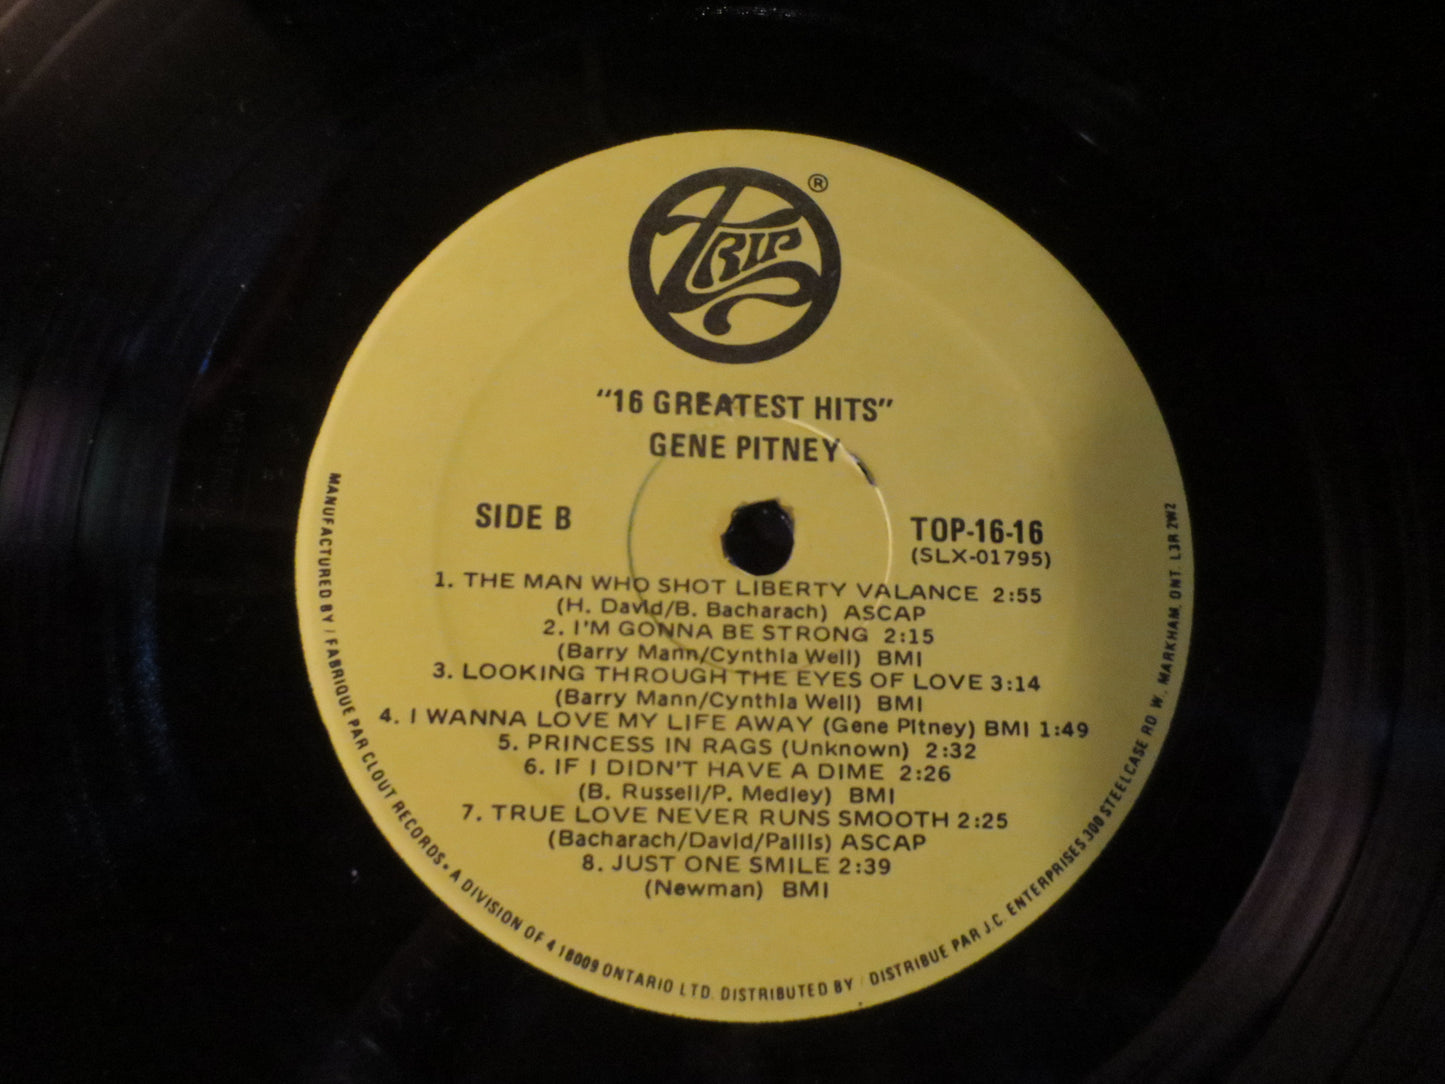 TRIP ®
"16 GREATEST HITS"
GENE PITNEY
SIDE B
TOP-16-16
(SLX-01795)
1. THE MAN WHO SHOT LIBERTY VALANCE 2:55
(H. David/B. Bacharach) ASCAP
2. I'M GONNA BE STRONG 2:15
(Barry Mann/Cynthia Well) BMI
3. LOOKING THROUGH THE EYES OF LOVE 3:14
(Barry Mann/Cynthia Well) BMI
4. I WANNA LOVE MY LIFE AWAY (Gene Pitney) BMI 1:49
5. PRINCESS IN RAGS (Unknown) 2:32
6. IF I DIDN'T HAVE A DIME 2:26
(B. Russell/P. Medley) BMI
7. TRUE LOVE NEVER RUNS SMOOTH 2:25
(Bacharach/David/Pallis) ASCAP
8. JUST ONE SMILE 2:39
(Newman) BMI
MANUFACTURED BY / FABRIQUE PAR CLOUT RECORDS • A DIVISION OF 418009 ONTARIO LTD. DISTRIBUTED BY / DISTRIBUE PAR J.C. ENTERPRISES 300 STEELCASE RD W. MARKHAM, ONT. L3R 2W2